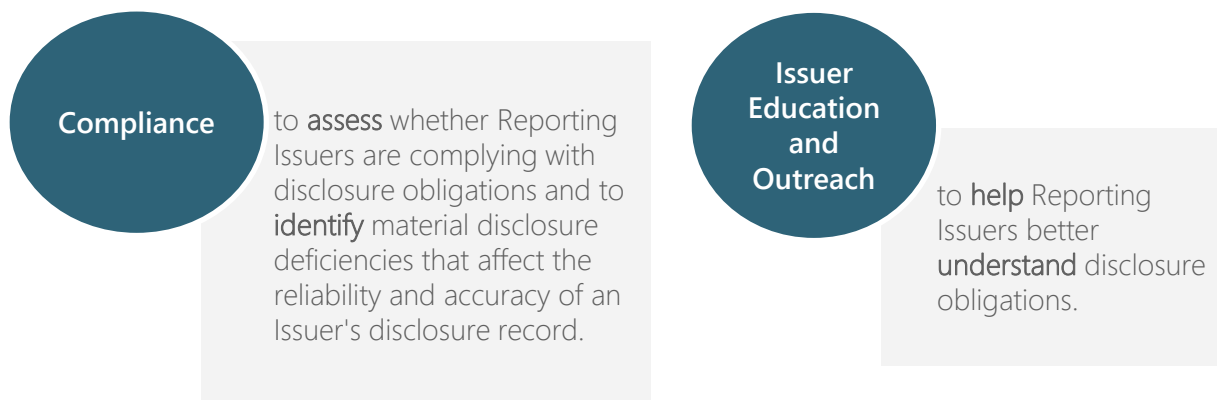 Compliance
to assess whether Reporting
Issuers are complying with
disclosure obligations and to
identify material disclosure
deficiencies that affect the
reliability and accuracy of an
Issuer's disclosure record.
Issuer
Education
and
Outreach
to help Reporting
Issuers better
understand disclosure
obligations.